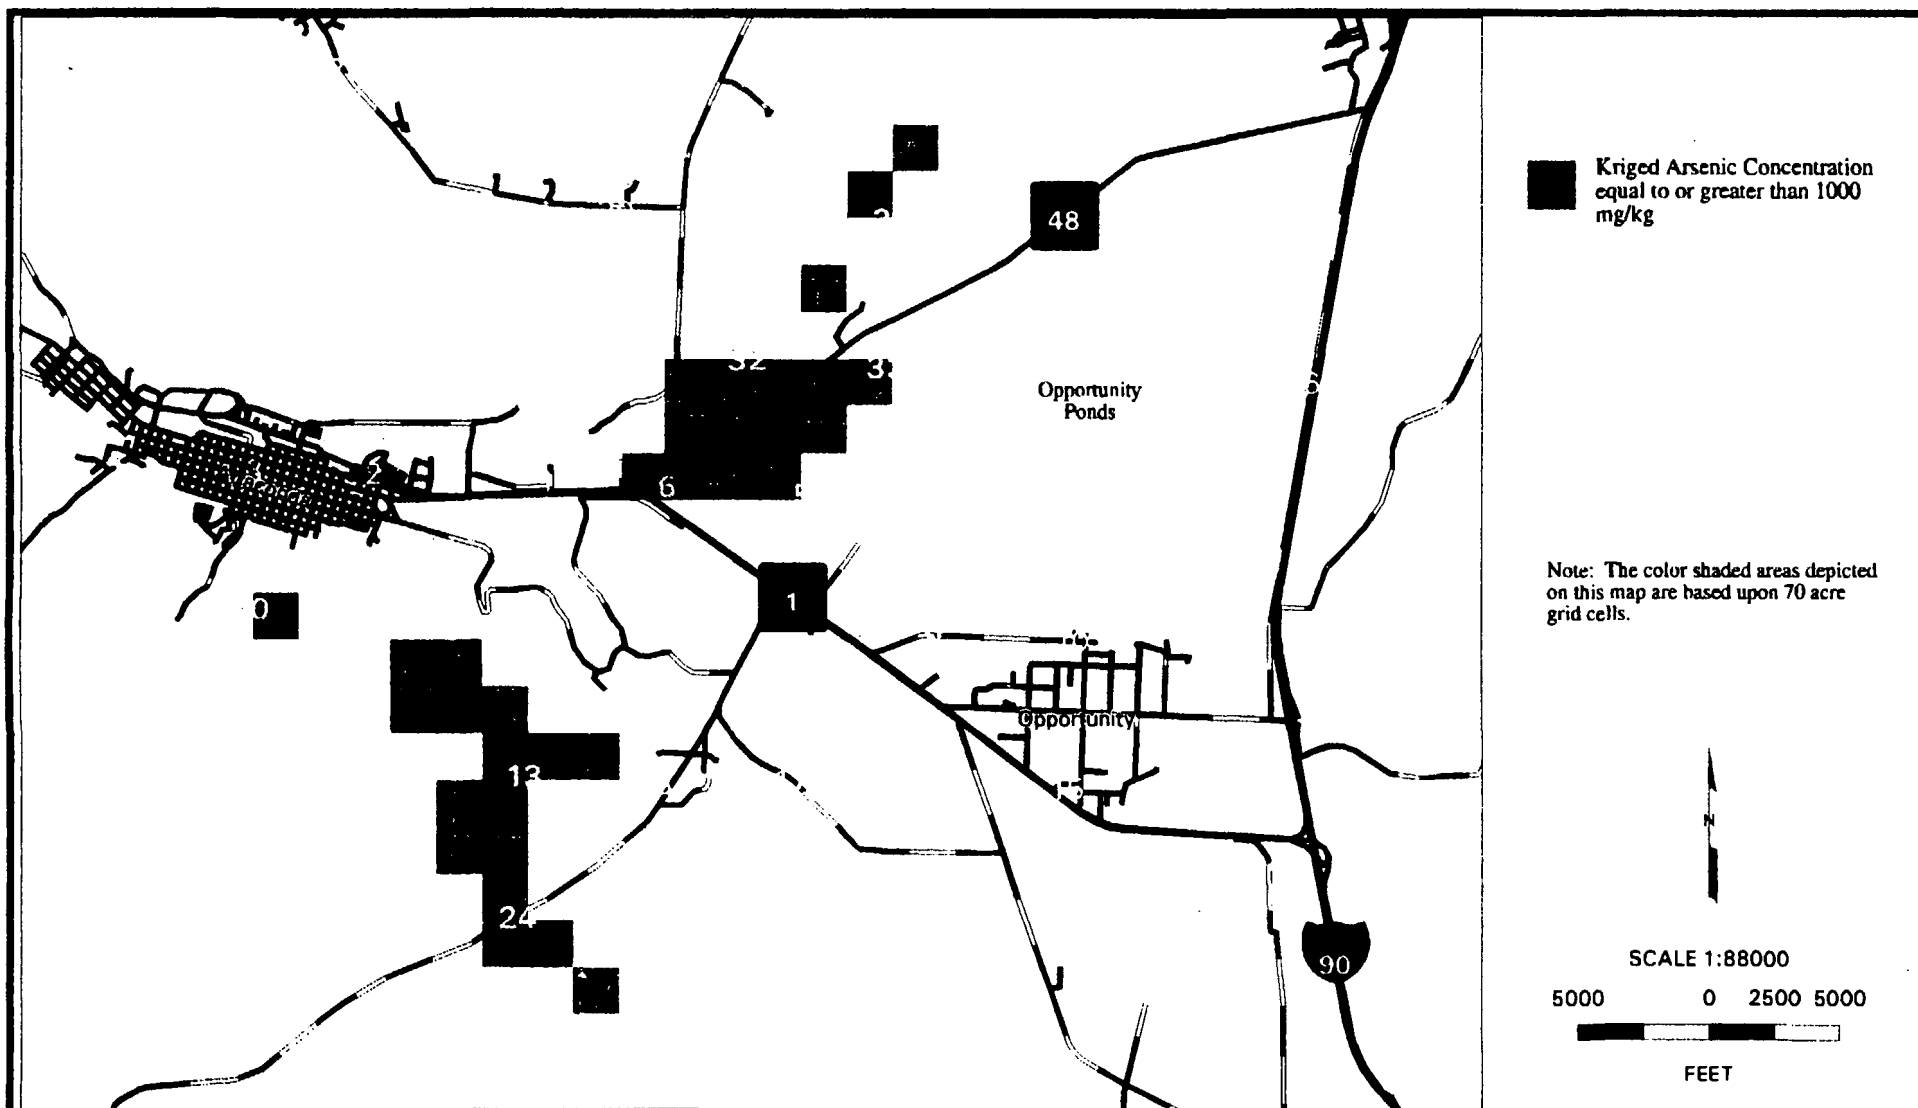 Kriged Arsenic Concentration
equal to or greater than 1000
mg/kg
48
32
3
Opportunity
Ponds
6
2
0
1
Note: The color shaded areas depicted
on this map are based upon 70 acre
grid cells.
Opportunity
13
24
N
90
SCALE 1:88000
5000 0 2500 5000
FEET